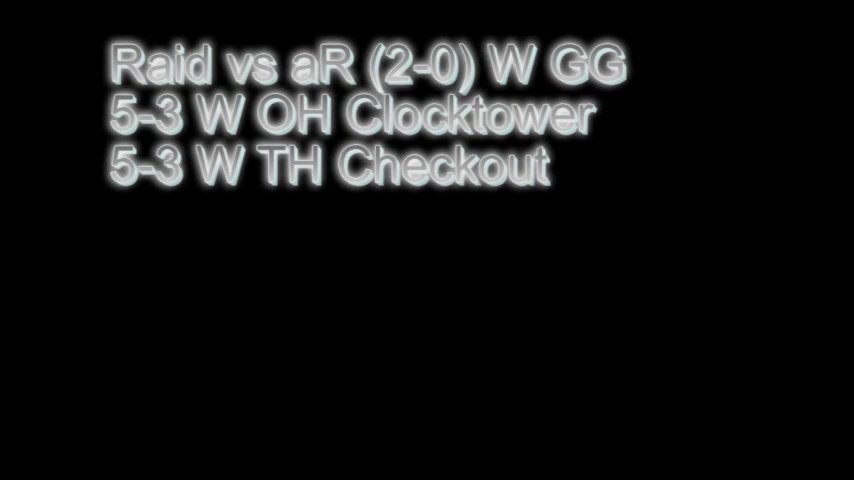 Raid vs aR (2-0) W GG
5-3 W OH Clocktower
5-3 W TH Checkout